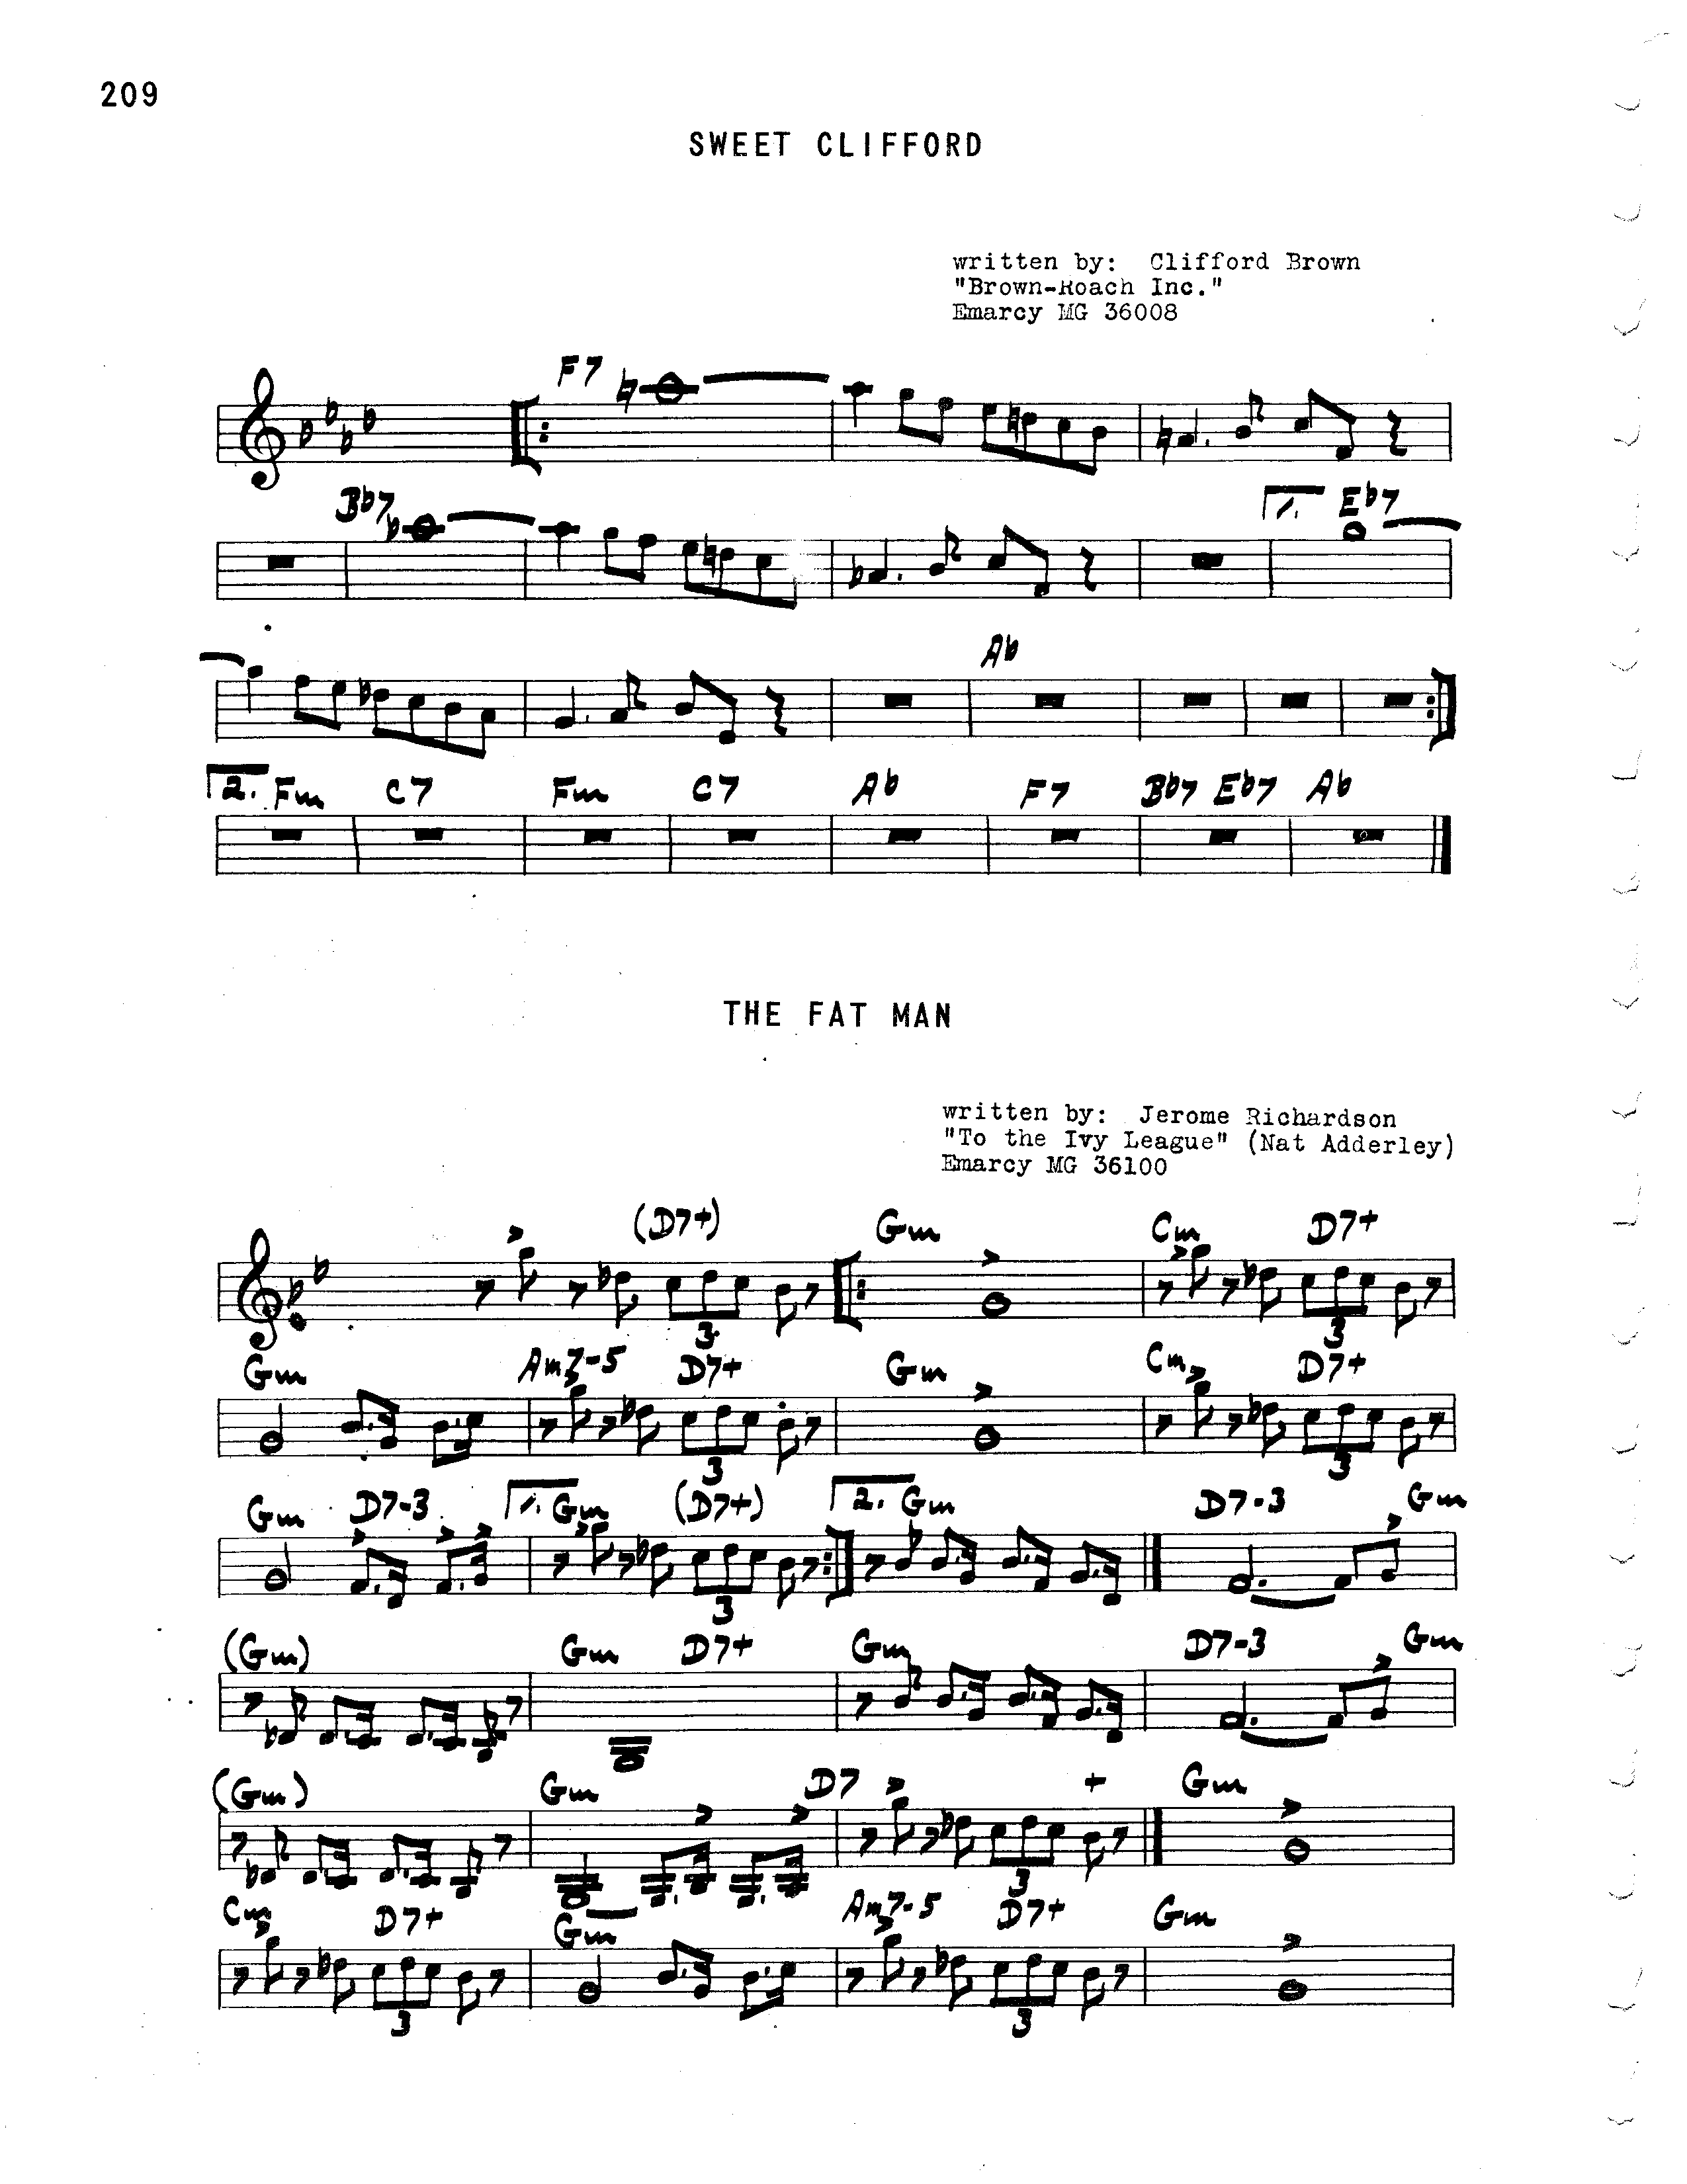 209
SWEET CLIFFORD
written by: Clifford Brown
"Brown-Roach Inc."
Emarcy MG 36008
F7
Bb7 1. Eb7
Ab
2. Fm C7 Fm C7 Ab F7 Bb7 Eb7 Ab
THE FAT MAN
written by: Jerome Richardson
"To the Ivy League" (Nat Adderley)
Emarcy MG 36100
(D7+) Gm Cm D7+
3 3
Gm Am7-5 D7+ Gm Cm D7+
3 3
Gm D7-3 1. Gm (D7+) 2. Gm D7-3 Gm
3
(Gm) Gm D7+ Gm D7-3 Gm
(Gm) Gm D7 + Gm
3
Cm D7+ Gm Am7-5 D7+ Gm
3 3